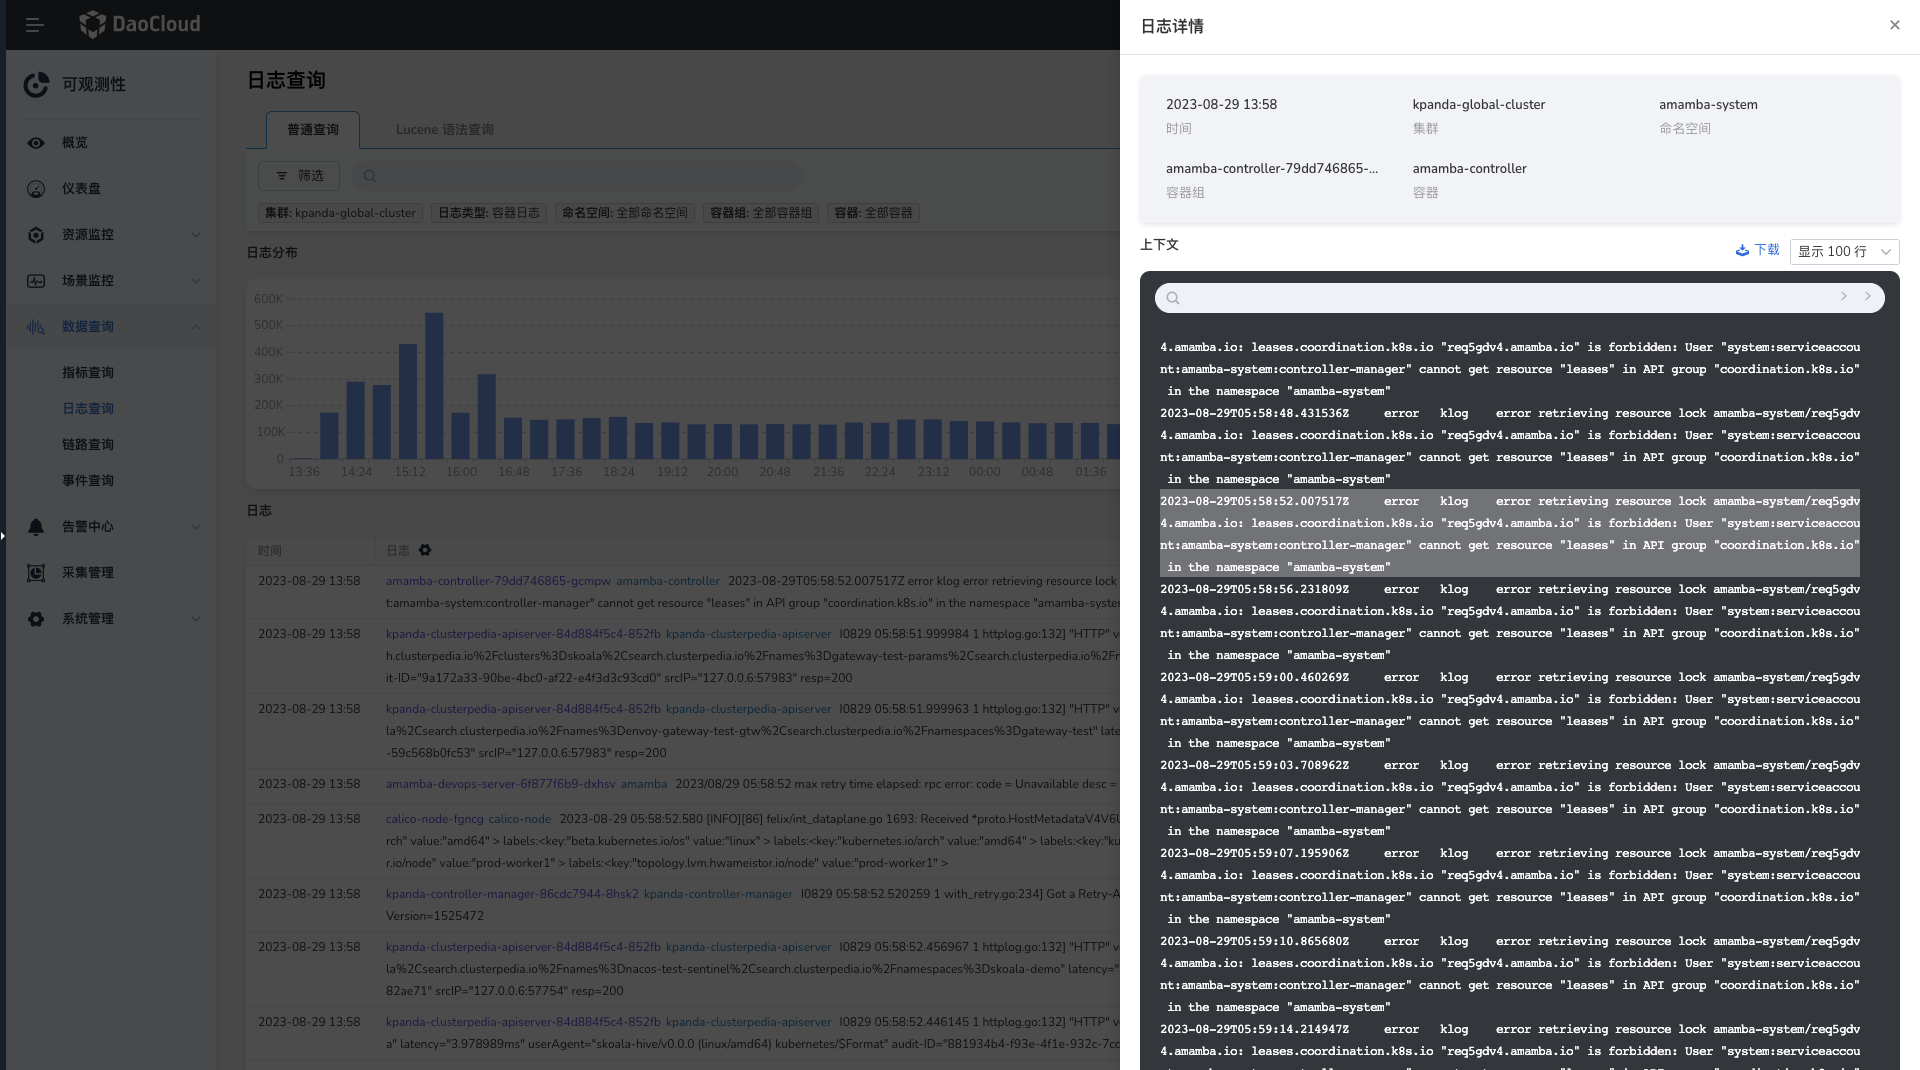 DaoCloud
可观测性
概览
仪表盘
资源监控
场景监控
数据查询
指标查询
日志查询
链路查询
事件查询
告警中心
采集管理
系统管理
日志查询
普通查询
Lucene 语法查询
筛选
集群: kpanda-global-cluster
日志类型: 容器日志
命名空间: 全部命名空间
容器组: 全部容器组
容器: 全部容器
日志分布
600K
500K
400K
300K
200K
100K
0
13:36 14:24 15:12 16:00 16:48 17:36 18:24 19:12 20:00 20:48 21:36 22:24 23:12 00:00 00:48 01:36
日志
时间 日志
2023-08-29 13:58 amamba-controller-79dd746865-gcmpw amamba-controller 2023-08-29T05:58:52.007517Z error klog error retrieving resource lock
t:amamba-system:controller-manager" cannot get resource "leases" in API group "coordination.k8s.io" in the namespace "amamba-syster
2023-08-29 13:58 kpanda-clusterpedia-apiserver-84d884f5c4-852fb kpanda-clusterpedia-apiserver I0829 05:58:51.999984 1 httplog.go:132] "HTTP" v
h.clusterpedia.io%2Fclusters%3Dskoala%2Csearch.clusterpedia.io%2Fnames%3Dgateway-test-params%2Csearch.clusterpedia.io%2Fr
it-ID="9a172a33-90be-4bc0-af22-e4f3d3c93cd0" srcIP="127.0.0.6:57983" resp=200
2023-08-29 13:58 kpanda-clusterpedia-apiserver-84d884f5c4-852fb kpanda-clusterpedia-apiserver I0829 05:58:51.999963 1 httplog.go:132] "HTTP" v
la%2Csearch.clusterpedia.io%2Fnames%3Denvoy-gateway-test-gtw%2Csearch.clusterpedia.io%2Fnamespaces%3Dgateway-test" late
-59c568b0fc53" srcIP="127.0.0.6:57983" resp=200
2023-08-29 13:58 amamba-devops-server-6f877f6b9-dxhsv amamba 2023/08/29 05:58:52 max retry time elapsed: rpc error: code = Unavailable desc =
2023-08-29 13:58 calico-node-fgncg calico-node 2023-08-29 05:58:52.580 [INFO][86] felix/int_dataplane.go 1693: Received *proto.HostMetadataV4V6U
rch" value:"amd64" > labels:<key:"beta.kubernetes.io/os" value:"linux" > labels:<key:"kubernetes.io/arch" value:"amd64" > labels:<key:"ku
r.io/node" value:"prod-worker1" > labels:<key:"topology.lvm.hwameistor.io/node" value:"prod-worker1" >
2023-08-29 13:58 kpanda-controller-manager-86cdc7944-8hsk2 kpanda-controller-manager I0829 05:58:52.520259 1 with_retry.go:234] Got a Retry-A
Version=1525472
2023-08-29 13:58 kpanda-clusterpedia-apiserver-84d884f5c4-852fb kpanda-clusterpedia-apiserver I0829 05:58:52.456967 1 httplog.go:132] "HTTP" v
la%2Csearch.clusterpedia.io%2Fnames%3Dnacos-test-sentinel%2Csearch.clusterpedia.io%2Fnamespaces%3Dskoala-demo" latency="
82ae71" srcIP="127.0.0.6:57754" resp=200
2023-08-29 13:58 kpanda-clusterpedia-apiserver-84d884f5c4-852fb kpanda-clusterpedia-apiserver I0829 05:58:52.446145 1 httplog.go:132] "HTTP" v
a" latency="3.978989ms" userAgent="skoala-hive/v0.0.0 (linux/amd64) kubernetes/$Format" audit-ID="881934b4-f93e-4f1e-932c-7cc
日志详情
2023-08-29 13:58
时间
kpanda-global-cluster
集群
amamba-system
命名空间
amamba-controller-79dd746865-...
容器组
amamba-controller
容器
上下文
下载
显示 100 行
4.amamba.io: leases.coordination.k8s.io "req5gdv4.amamba.io" is forbidden: User "system:serviceaccou
nt:amamba-system:controller-manager" cannot get resource "leases" in API group "coordination.k8s.io"
in the namespace "amamba-system"
2023-08-29T05:58:48.431536Z error klog error retrieving resource lock amamba-system/req5gdv
4.amamba.io: leases.coordination.k8s.io "req5gdv4.amamba.io" is forbidden: User "system:serviceaccou
nt:amamba-system:controller-manager" cannot get resource "leases" in API group "coordination.k8s.io"
in the namespace "amamba-system"
2023-08-29T05:58:52.007517Z error klog error retrieving resource lock amamba-system/req5gdv
4.amamba.io: leases.coordination.k8s.io "req5gdv4.amamba.io" is forbidden: User "system:serviceaccou
nt:amamba-system:controller-manager" cannot get resource "leases" in API group "coordination.k8s.io"
in the namespace "amamba-system"
2023-08-29T05:58:56.231809Z error klog error retrieving resource lock amamba-system/req5gdv
4.amamba.io: leases.coordination.k8s.io "req5gdv4.amamba.io" is forbidden: User "system:serviceaccou
nt:amamba-system:controller-manager" cannot get resource "leases" in API group "coordination.k8s.io"
in the namespace "amamba-system"
2023-08-29T05:59:00.460269Z error klog error retrieving resource lock amamba-system/req5gdv
4.amamba.io: leases.coordination.k8s.io "req5gdv4.amamba.io" is forbidden: User "system:serviceaccou
nt:amamba-system:controller-manager" cannot get resource "leases" in API group "coordination.k8s.io"
in the namespace "amamba-system"
2023-08-29T05:59:03.708962Z error klog error retrieving resource lock amamba-system/req5gdv
4.amamba.io: leases.coordination.k8s.io "req5gdv4.amamba.io" is forbidden: User "system:serviceaccou
nt:amamba-system:controller-manager" cannot get resource "leases" in API group "coordination.k8s.io"
in the namespace "amamba-system"
2023-08-29T05:59:07.195906Z error klog error retrieving resource lock amamba-system/req5gdv
4.amamba.io: leases.coordination.k8s.io "req5gdv4.amamba.io" is forbidden: User "system:serviceaccou
nt:amamba-system:controller-manager" cannot get resource "leases" in API group "coordination.k8s.io"
in the namespace "amamba-system"
2023-08-29T05:59:10.865680Z error klog error retrieving resource lock amamba-system/req5gdv
4.amamba.io: leases.coordination.k8s.io "req5gdv4.amamba.io" is forbidden: User "system:serviceaccou
nt:amamba-system:controller-manager" cannot get resource "leases" in API group "coordination.k8s.io"
in the namespace "amamba-system"
2023-08-29T05:59:14.214947Z error klog error retrieving resource lock amamba-system/req5gdv
4.amamba.io: leases.coordination.k8s.io "req5gdv4.amamba.io" is forbidden: User "system:serviceaccou